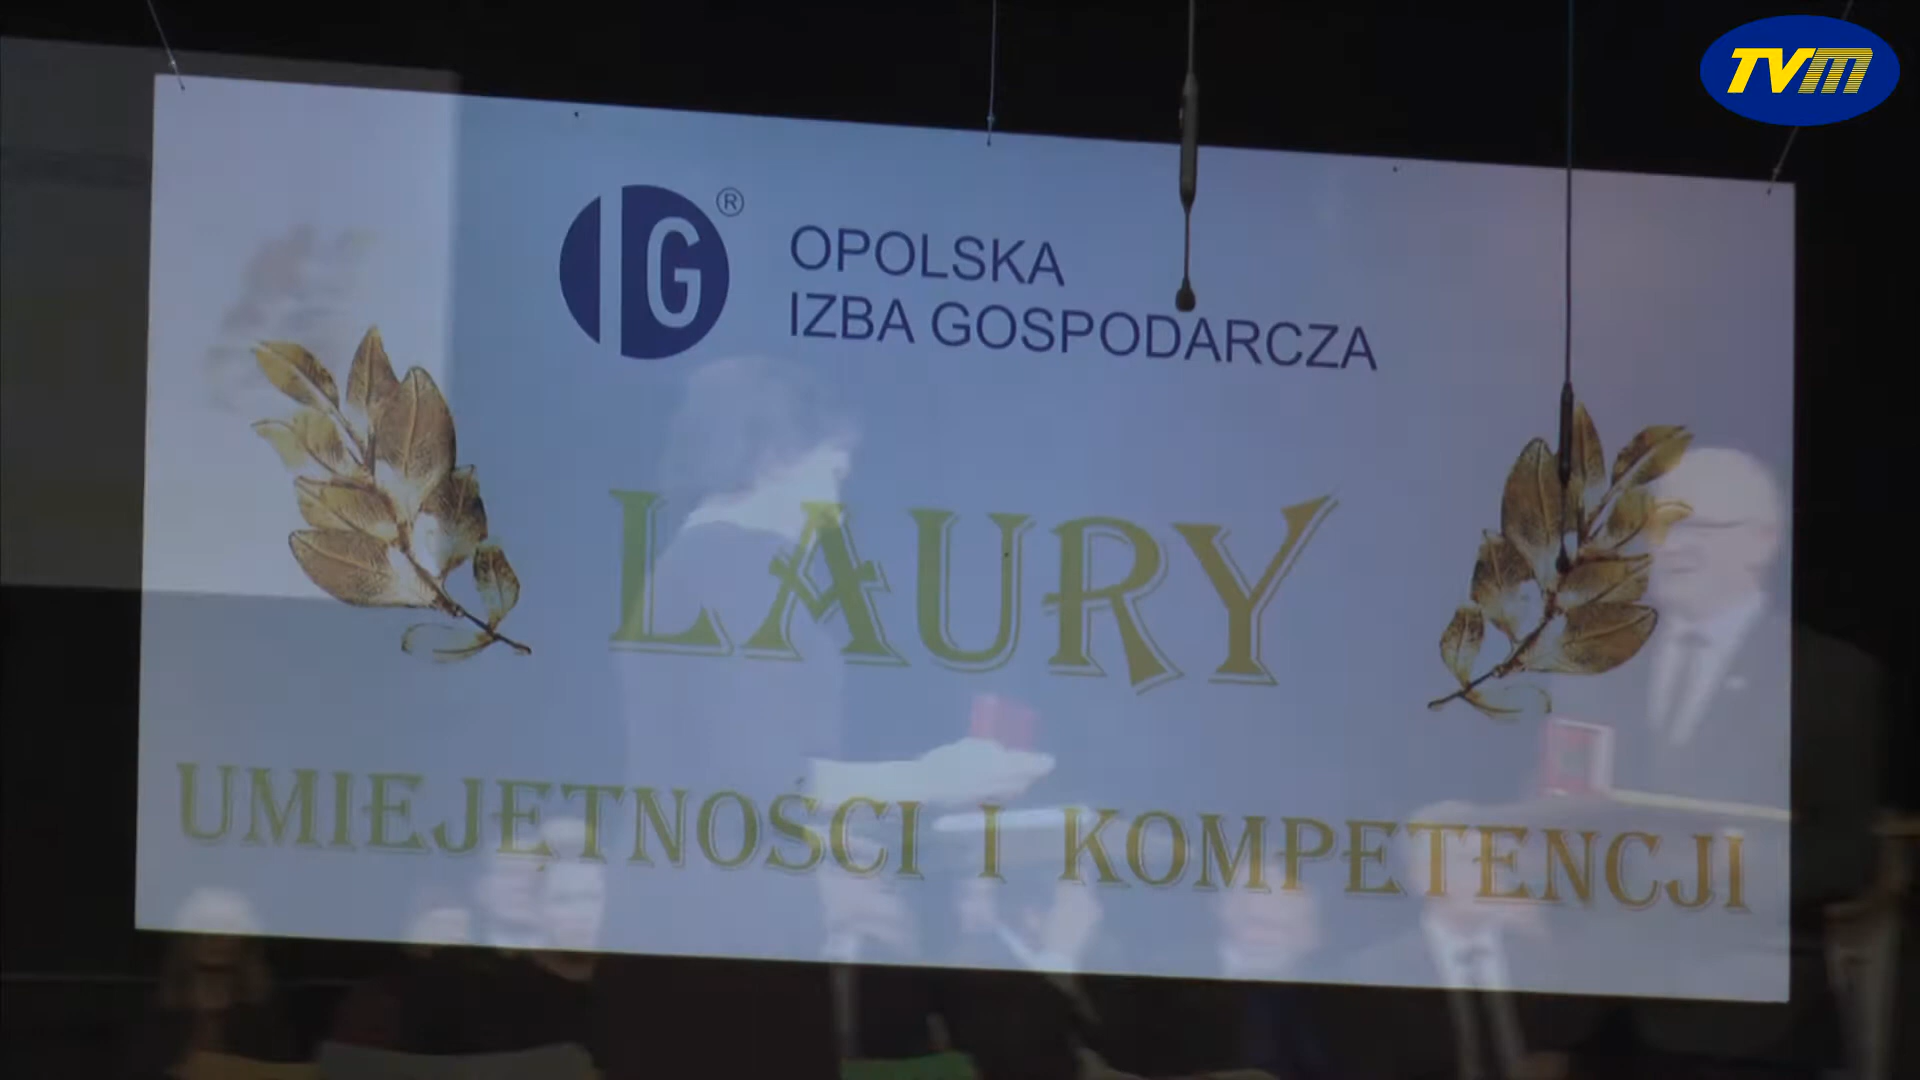 TVM
IG ®
OPOLSKA
IZBA GOSPODARCZA
LAURY
UMIEJĘTNOŚCI I KOMPETENCJI